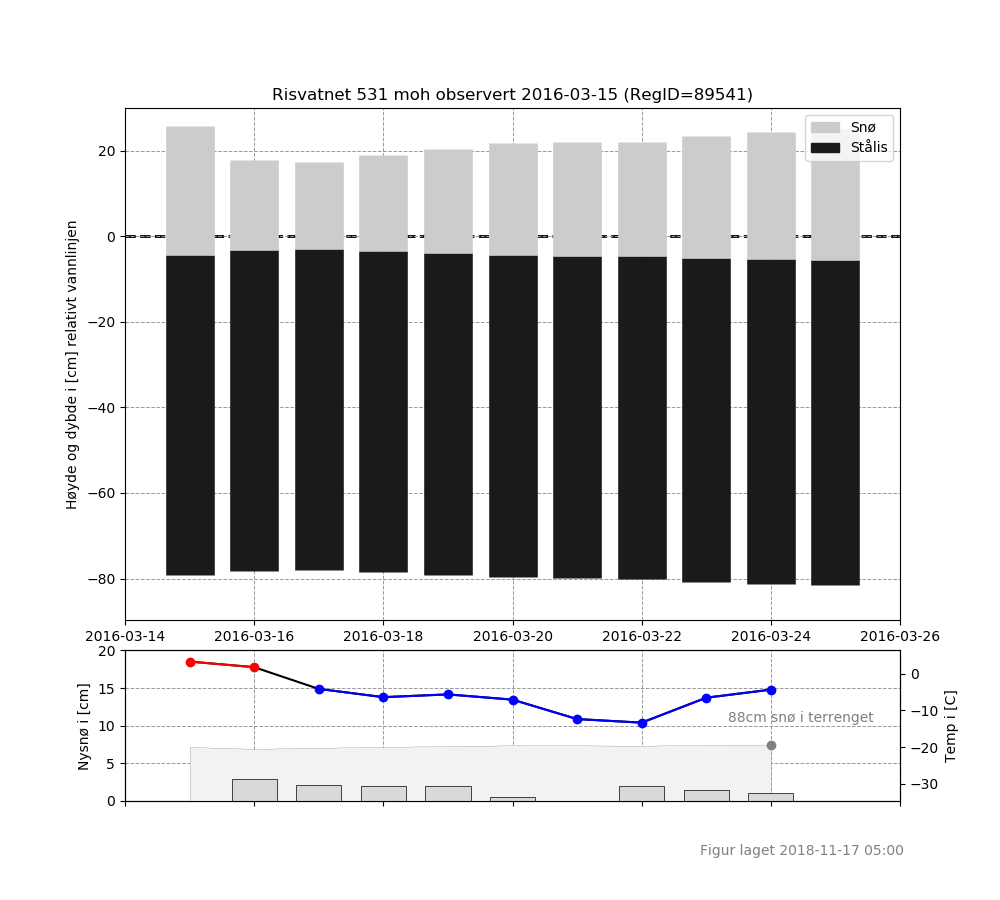 Risvatnet 531 moh observert 2016-03-15 (RegID=89541)
Snø
Stålis
Høyde og dybde i [cm] relativt vannlinjen
20
0
−20
−40
−60
−80
2016-03-14 2016-03-16 2016-03-18 2016-03-20 2016-03-22 2016-03-24 2016-03-26
Nysnø i [cm]
20
15
10
5
0
88cm snø i terrenget
0
−10
−20
−30
Temp i [C]
Figur laget 2018-11-17 05:00